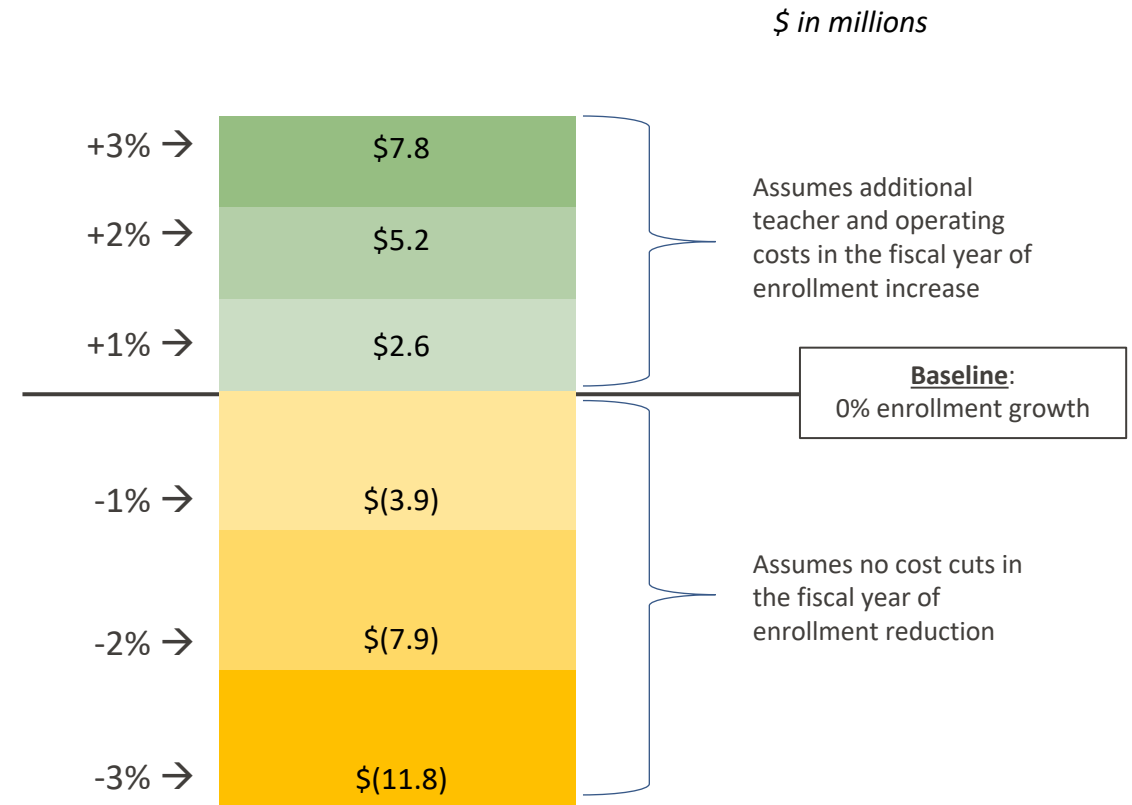 $ in millions
+3% → $7.8
+2% → $5.2
+1% → $2.6
Assumes additional
teacher and operating
costs in the fiscal year of
enrollment increase
Baseline:
0% enrollment growth
-1% → $(3.9)
-2% → $(7.9)
-3% → $(11.8)
Assumes no cost cuts in
the fiscal year of
enrollment reduction